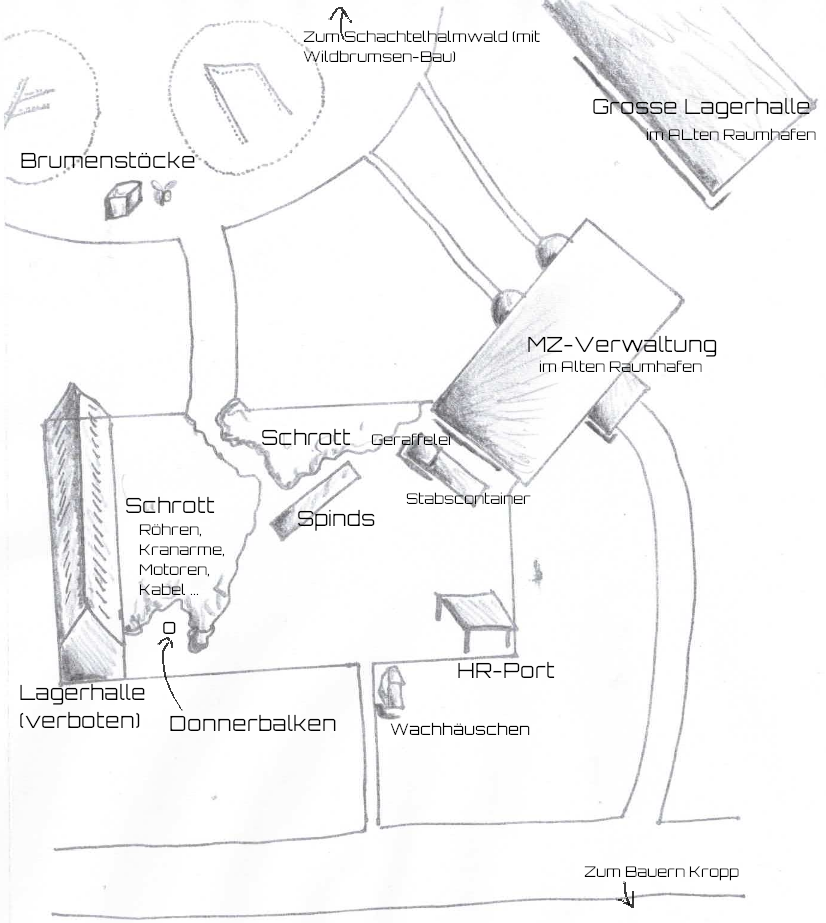 Zum Schachtelhalmwald (mit
Wildbrumsen-Bau)
Grosse Lagerhalle
im ALten Raumhafen
Brumenstöcke
MZ-Verwaltung
im Alten Raumhafen
Schrott
Geraffelei
Stabscontainer
Spinds
Schrott
Röhren,
Kranarme,
Motoren,
Kabel ...
HR-Port
Lagerhalle
(verboten)
Donnerbalken
Wachhäuschen
Zum Bauern Kropp